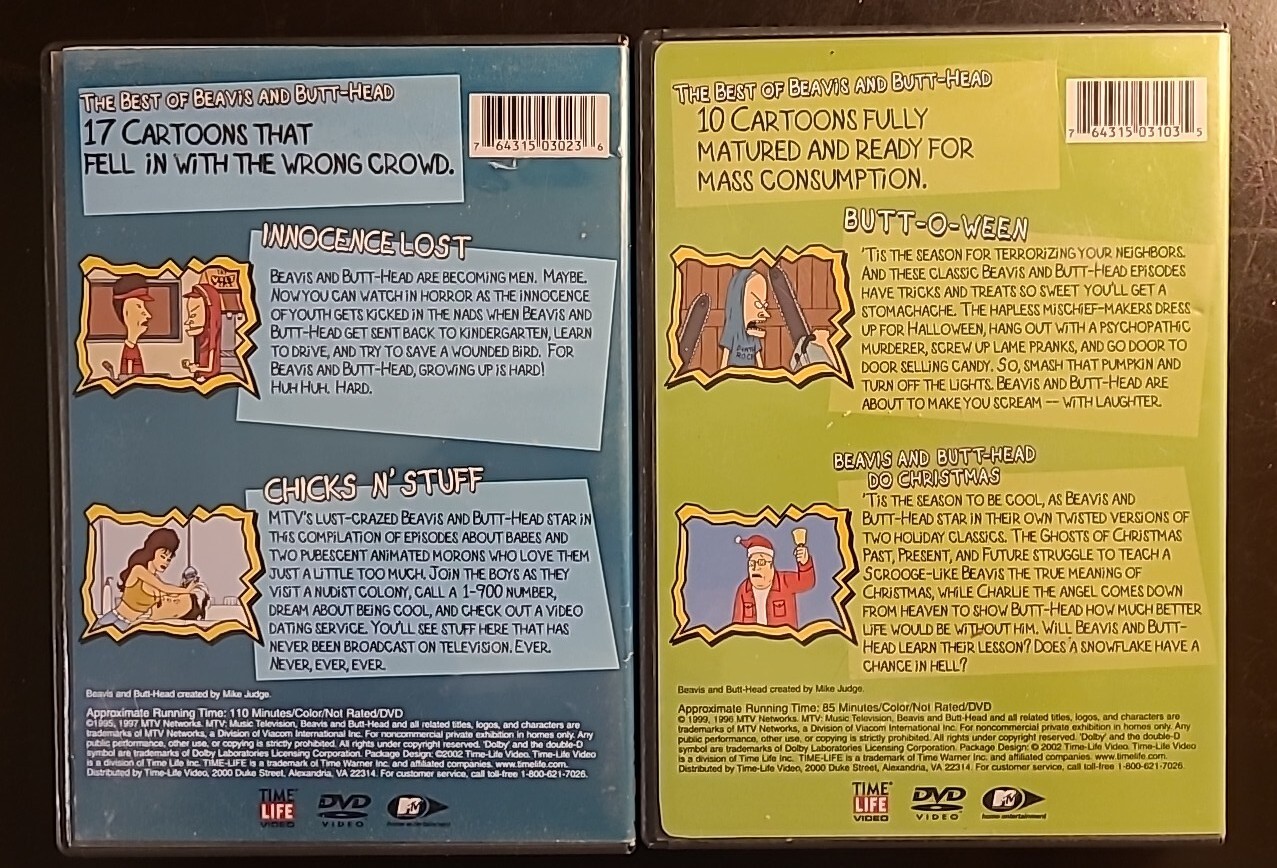 THE BEST OF BEAVIS AND BUTT-HEAD
17 CARTOONS THAT
FELL IN WITH THE WRONG CROWD.
7 64315 03023 6
INNOCENCE LOST
BEAVIS AND BUTT-HEAD ARE BECOMING MEN. MAYBE.
NOW YOU CAN WATCH IN HORROR AS THE INNOCENCE
OF YOUTH GETS KICKED IN THE NADS WHEN BEAVIS AND
BUTT-HEAD GET SENT BACK TO KINDERGARTEN, LEARN
TO DRIVE, AND TRY TO SAVE A WOUNDED BIRD. FOR
BEAVIS AND BUTT-HEAD, GROWING UP IS HARD!
HUH HUH. HARD.
CHICKS N' STUFF
MTV'S LUST-CRAZED BEAVIS AND BUTT-HEAD STAR IN
THIS COMPILATION OF EPISODES ABOUT BABES AND
TWO PUBESCENT ANIMATED MORONS WHO LOVE THEM
JUST A LITTLE TOO MUCH. JOIN THE BOYS AS THEY
VISIT A NUDIST COLONY, CALL A 1-900 NUMBER,
DREAM ABOUT BEING COOL, AND CHECK OUT A VIDEO
DATING SERVICE. YOU'LL SEE STUFF HERE THAT HAS
NEVER BEEN BROADCAST ON TELEVISION. EVER.
NEVER, EVER, EVER.
Beavis and Butt-Head created by Mike Judge.
Approximate Running Time: 110 Minutes/Color/Not Rated/DVD
©1995, 1997 MTV Networks. MTV: Music Television, Beavis and Butt-Head and all related titles, logos, and characters are
trademarks of MTV Networks, a Division of Viacom International Inc. For noncommercial private exhibition in homes only. Any
public performance, other use, or copying is strictly prohibited. All rights under copyright reserved. 'Dolby' and the double-D
symbol are trademarks of Dolby Laboratories Licensing Corporation. Package Design: ©2002 Time-Life Video. Time-Life Video
is a division of Time Life Inc. TIME-LIFE is a trademark of Time Warner Inc. and affiliated companies. www.timelife.com.
Distributed by Time-Life Video, 2000 Duke Street, Alexandria, VA 22314. For customer service, call toll-free 1-800-621-7026.
TIME LIFE VIDEO
DVD VIDEO
MTV home entertainment
THE BEST OF BEAVIS AND BUTT-HEAD
10 CARTOONS FULLY
MATURED AND READY FOR
MASS CONSUMPTION.
7 64315 03103 5
BUTT-O-WEEN
'TIS THE SEASON FOR TERRORIZING YOUR NEIGHBORS.
AND THESE CLASSIC BEAVIS AND BUTT-HEAD EPISODES
HAVE TRICKS AND TREATS SO SWEET YOU'LL GET A
STOMACHACHE. THE HAPLESS MISCHIEF-MAKERS DRESS
UP FOR HALLOWEEN, HANG OUT WITH A PSYCHOPATHIC
MURDERER, SCREW UP LAME PRANKS, AND GO DOOR TO
DOOR SELLING CANDY. SO, SMASH THAT PUMPKIN AND
TURN OFF THE LIGHTS. BEAVIS AND BUTT-HEAD ARE
ABOUT TO MAKE YOU SCREAM — WITH LAUGHTER.
BEAVIS AND BUTT-HEAD
DO CHRISTMAS
'TIS THE SEASON TO BE COOL, AS BEAVIS AND
BUTT-HEAD STAR IN THEIR OWN TWISTED VERSIONS OF
TWO HOLIDAY CLASSICS. THE GHOSTS OF CHRISTMAS
PAST, PRESENT, AND FUTURE STRUGGLE TO TEACH A
SCROOGE-LIKE BEAVIS THE TRUE MEANING OF
CHRISTMAS, WHILE CHARLIE THE ANGEL COMES DOWN
FROM HEAVEN TO SHOW BUTT-HEAD HOW MUCH BETTER
LIFE WOULD BE WITHOUT HIM. WILL BEAVIS AND BUTT-
HEAD LEARN THEIR LESSON? DOES A SNOWFLAKE HAVE A
CHANCE IN HELL?
Beavis and Butt-Head created by Mike Judge.
Approximate Running Time: 85 Minutes/Color/Not Rated/DVD
© 1999, 1996 MTV Networks. MTV: Music Television, Beavis and Butt-Head and all related titles, logos, and characters are
trademarks of MTV Networks, a Division of Viacom International Inc. For noncommercial private exhibition in homes only. Any
public performance, other use, or copying is strictly prohibited. All rights under copyright reserved. 'Dolby' and the double-D
symbol are trademarks of Dolby Laboratories Licensing Corporation. Package Design: © 2002 Time-Life Video. Time-Life Video
is a division of Time Life Inc. TIME-LIFE is a trademark of Time Warner Inc. and affiliated companies. www.timelife.com.
Distributed by Time-Life Video, 2000 Duke Street, Alexandria, VA 22314. For customer service, call toll-free 1-800-621-7026.
TIME LIFE VIDEO
DVD VIDEO
MTV home entertainment